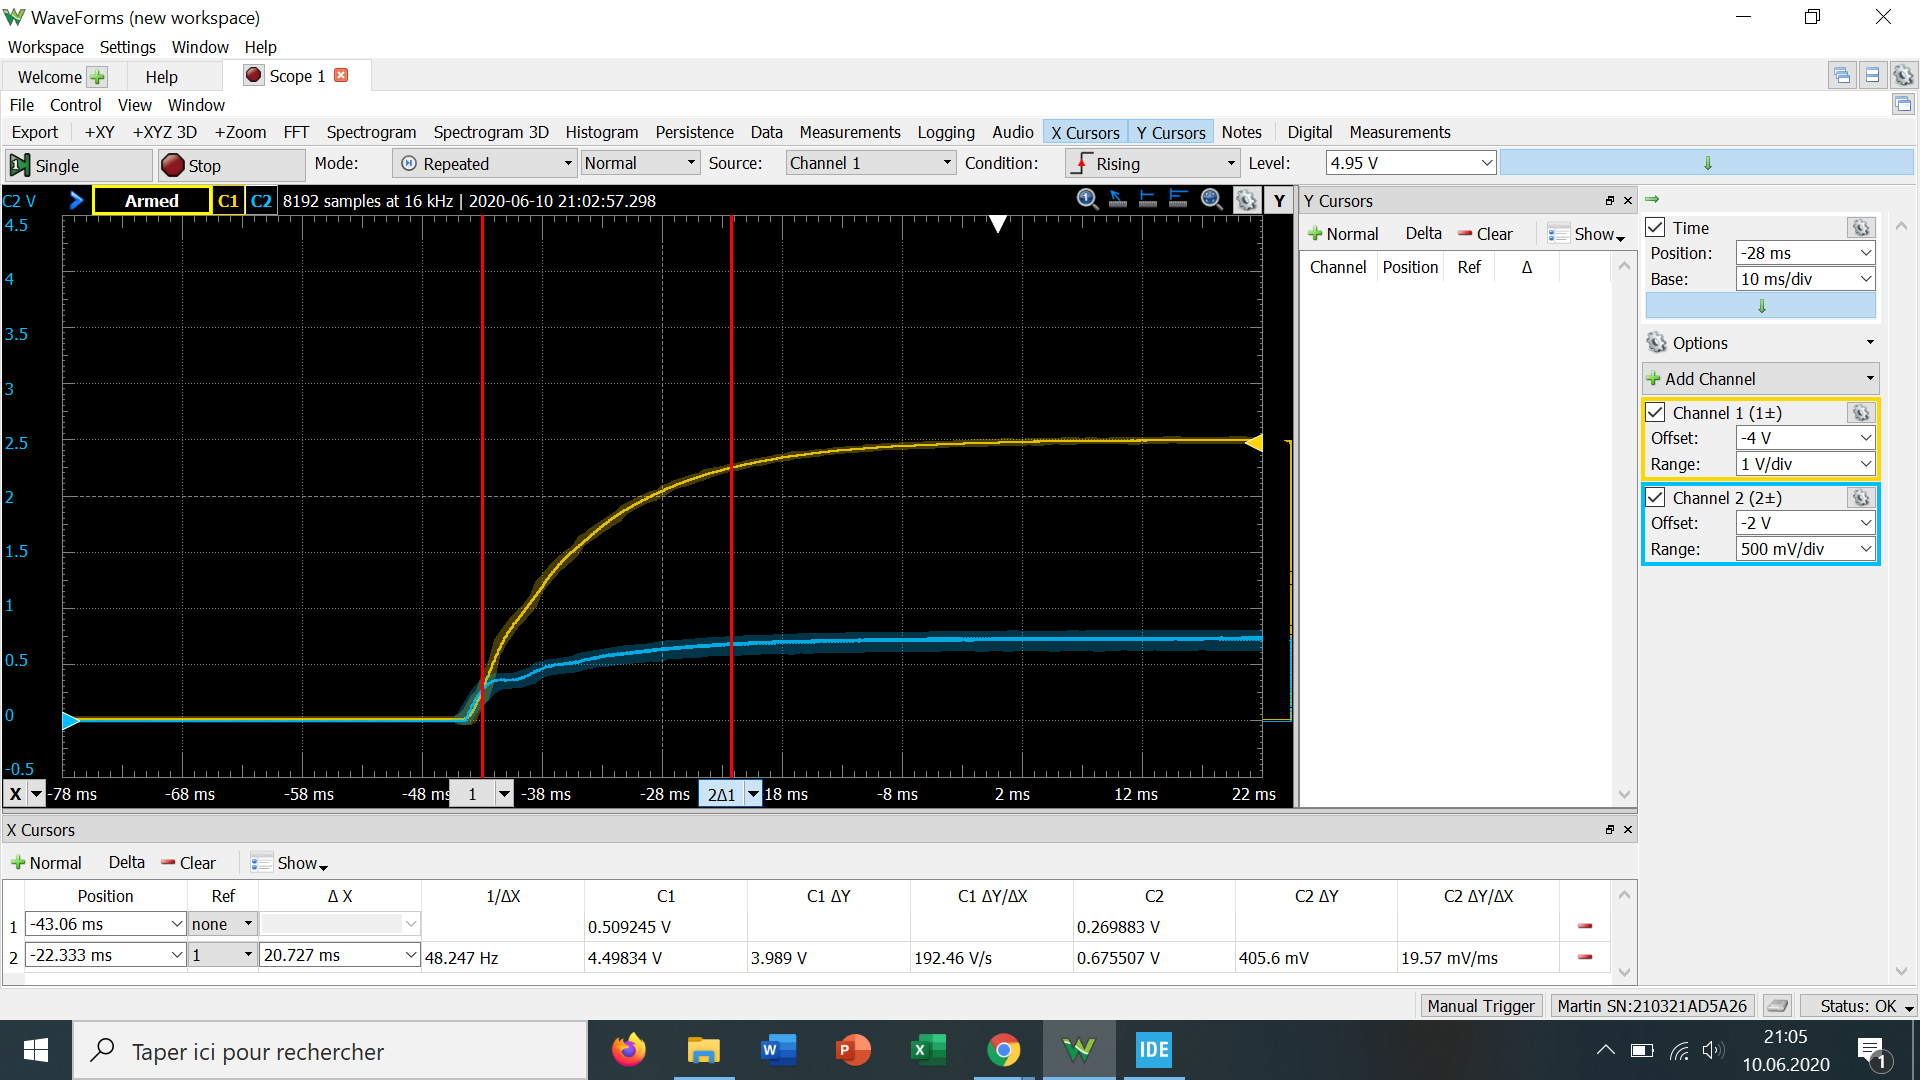 WaveForms (new workspace)
Workspace Settings Window Help
Welcome Help Scope 1
File Control View Window
Export +XY +XYZ 3D +Zoom FFT Spectrogram Spectrogram 3D Histogram Persistence Data Measurements Logging Audio X Cursors Y Cursors Notes Digital Measurements
Single Stop Mode: Repeated Normal Source: Channel 1 Condition: Rising Level: 4.95 V
C2 V Armed C1 C2 8192 samples at 16 kHz | 2020-06-10 21:02:57.298 Y
4.5
4
3.5
3
2.5
2
1.5
1
0.5
0
-0.5
X -78 ms -68 ms -58 ms -48 ms 1 -38 ms -28 ms 2Δ1 18 ms -8 ms 2 ms 12 ms 22 ms
Y Cursors
Normal Delta Clear Show
Channel Position Ref Δ
Time
Position: -28 ms
Base: 10 ms/div
Options
Add Channel
Channel 1 (1±)
Offset: -4 V
Range: 1 V/div
Channel 2 (2±)
Offset: -2 V
Range: 500 mV/div
X Cursors
Normal Delta Clear Show
Position Ref Δ X 1/ΔX C1 C1 ΔY C1 ΔY/ΔX C2 C2 ΔY C2 ΔY/ΔX
1 -43.06 ms none 0.509245 V 0.269883 V
2 -22.333 ms 1 20.727 ms 48.247 Hz 4.49834 V 3.989 V 192.46 V/s 0.675507 V 405.6 mV 19.57 mV/ms
Manual Trigger Martin SN:210321AD5A26 Status: OK
Taper ici pour rechercher
IDE
21:05
10.06.2020
1